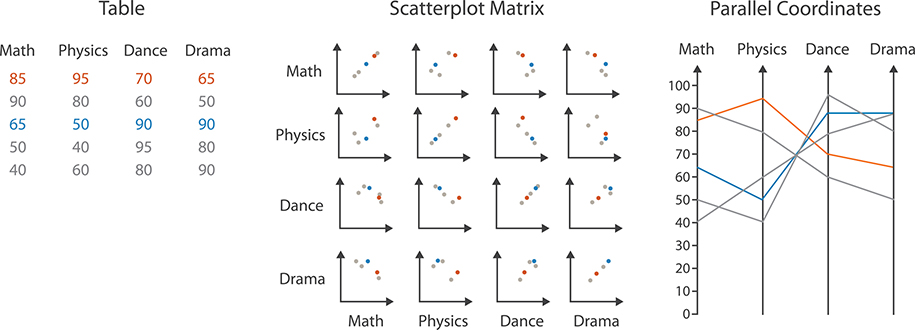 Table
Math Physics Dance Drama
85 95 70 65
90 80 60 50
65 50 90 90
50 40 95 80
40 60 80 90
Scatterplot Matrix
Math
Physics
Dance
Drama
Math Physics Dance Drama
Parallel Coordinates
Math Physics Dance Drama
100
90
80
70
60
50
40
30
20
10
0